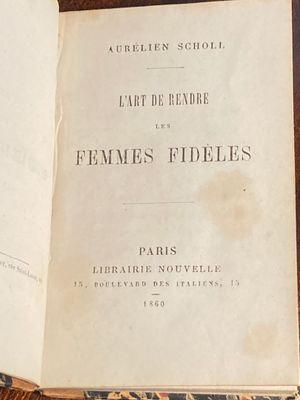 AURÉLIEN SCHOLL
L'ART DE RENDRE
LES
FEMMES FIDÈLES
PARIS
LIBRAIRIE NOUVELLE
15, BOULEVARD DES ITALIENS, 15
1860